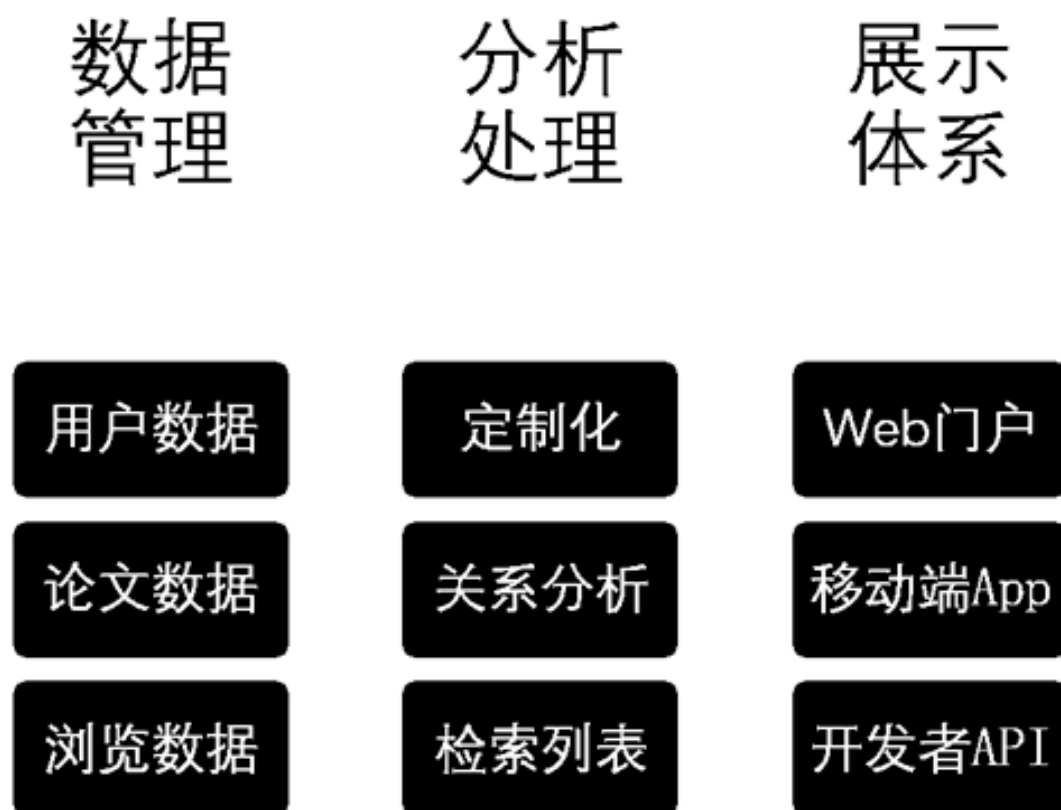 数据 管理
分析 处理
展示 体系
用户数据
定制化
Web门户
论文数据
关系分析
移动端App
浏览数据
检索列表
开发者API